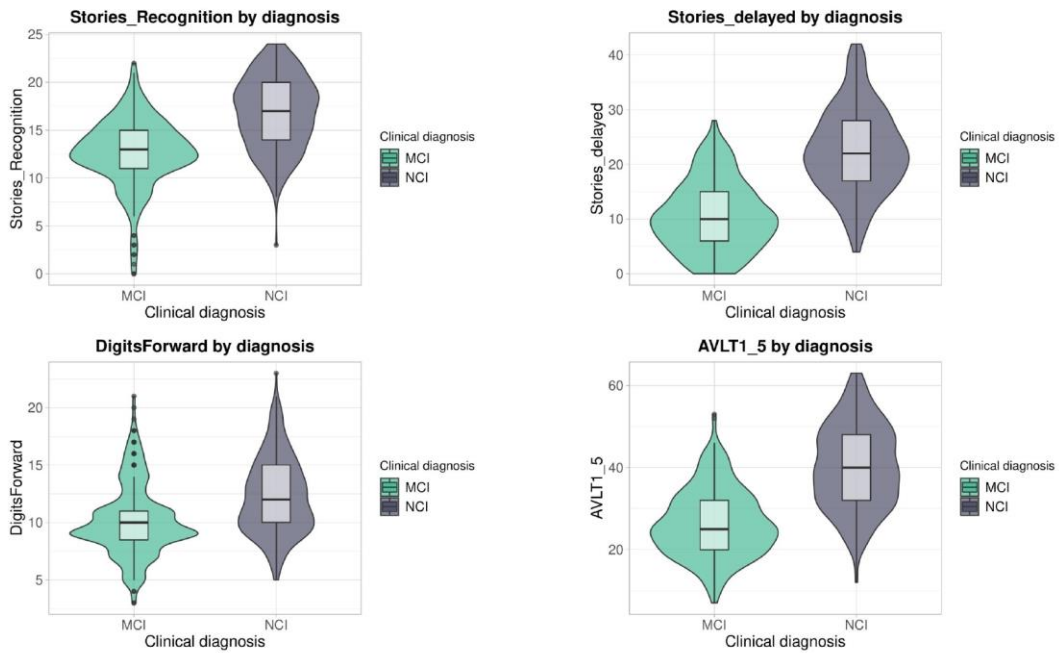 Stories_Recognition by diagnosis
25
20
15
10
5
0
Stories_Recognition
MCI
NCI
Clinical diagnosis
Clinical diagnosis
MCI
NCI
Stories_delayed by diagnosis
40
30
20
10
0
Stories_delayed
MCI
NCI
Clinical diagnosis
Clinical diagnosis
MCI
NCI
DigitsForward by diagnosis
20
15
10
5
DigitsForward
MCI
NCI
Clinical diagnosis
Clinical diagnosis
MCI
NCI
AVLT1_5 by diagnosis
60
40
20
AVLT1_5
MCI
NCI
Clinical diagnosis
Clinical diagnosis
MCI
NCI